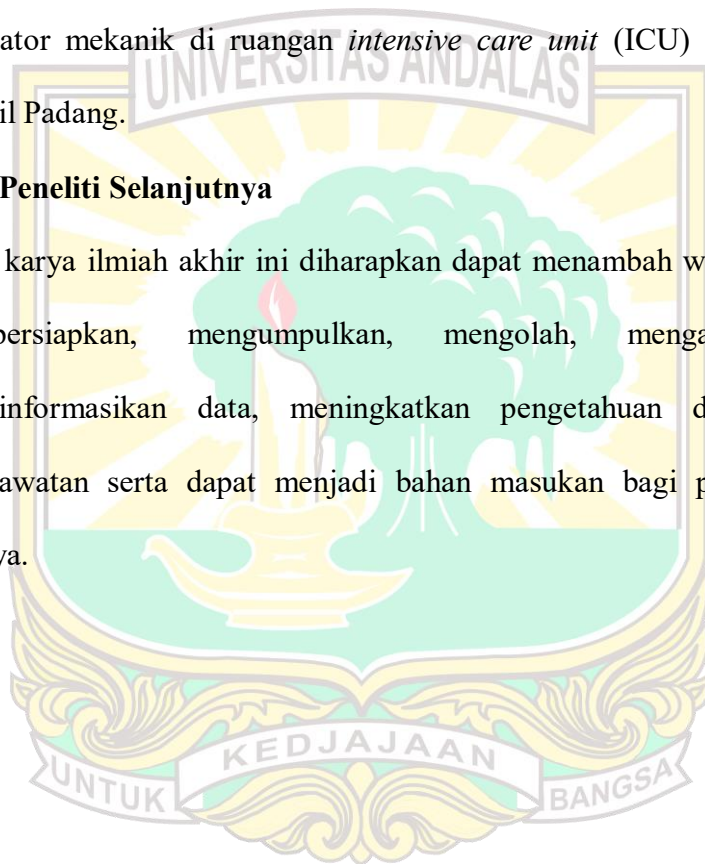 ator mekanik di ruangan intensive care unit (ICU)
UNIVERSITAS ANDALAS
il Padang.
Peneliti Selanjutnya
karya ilmiah akhir ini diharapkan dapat menambah w
persiapkan, mengumpulkan, mengolah, menga
informasikan data, meningkatkan pengetahuan d
awatan serta dapat menjadi bahan masukan bagi p
ya.
UNTUK KEDJAJAAN BANGSA